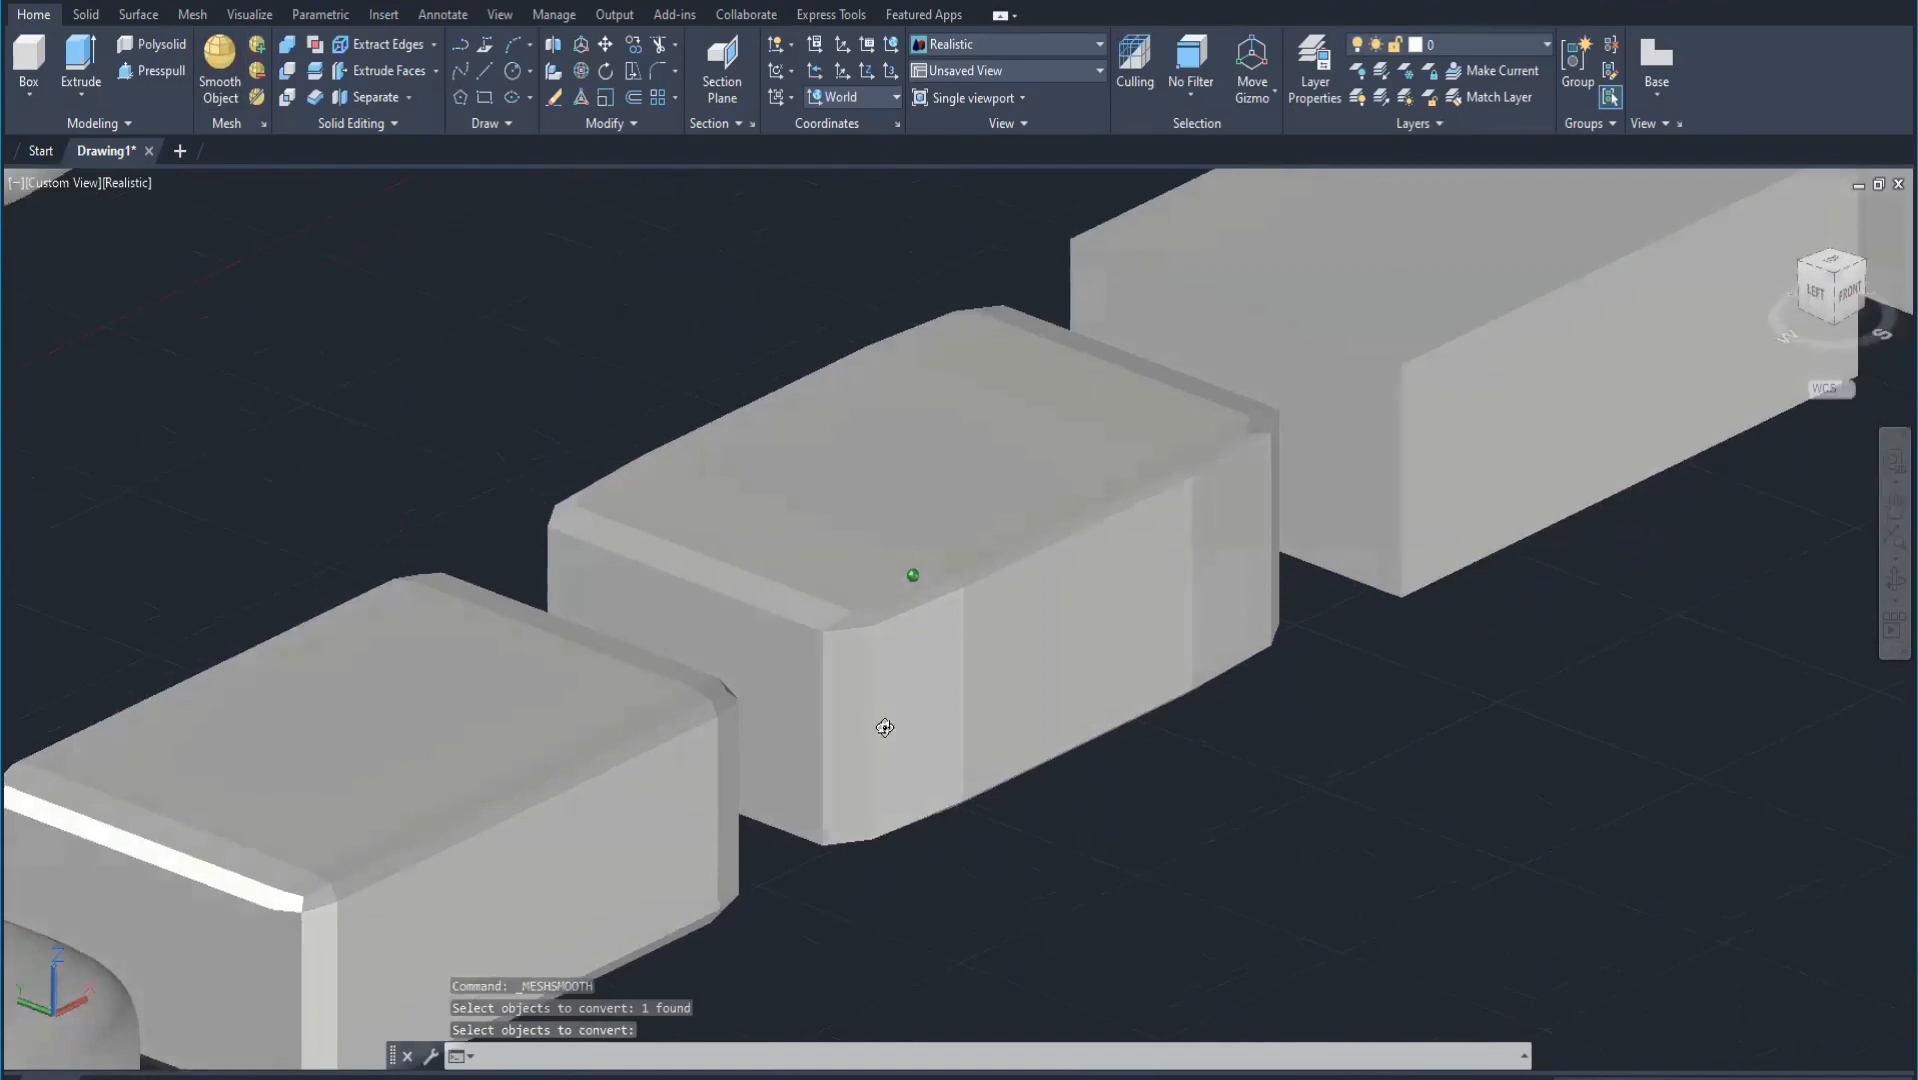 Home Solid Surface Mesh Visualize Parametric Insert Annotate View Manage Output Add-ins Collaborate Express Tools Featured Apps
Box
Extrude
Polysolid
Presspull
Modeling
Smooth Object
Mesh
Extract Edges
Extrude Faces
Separate
Solid Editing
Draw
Modify
Section Plane
Section
World
Coordinates
Realistic
Unsaved View
Single viewport
View
Culling
No Filter
Move Gizmo
Selection
Layer Properties
0
Make Current
Match Layer
Layers
Group
Groups
Base
View
Start Drawing1*
[−][Custom View][Realistic]
LEFT FRONT
W S
WCS
Z
Y X
Command: _MESHSMOOTH
Select objects to convert: 1 found
Select objects to convert: